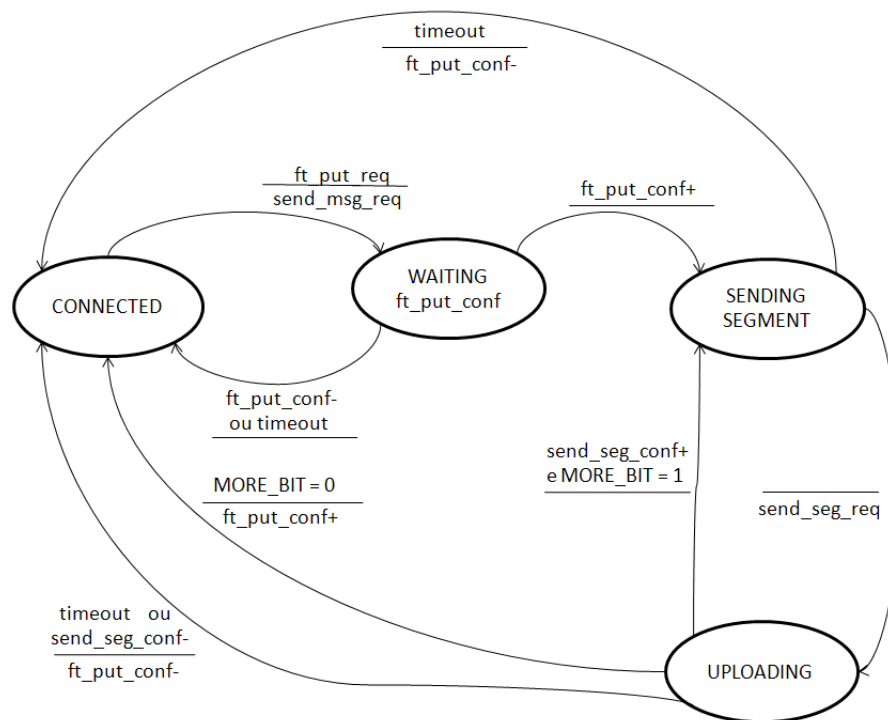 timeout
ft_put_conf-
ft_put_req
send_msg_req
ft_put_conf+
WAITING
ft_put_conf
CONNECTED
SENDING
SEGMENT
ft_put_conf-
ou timeout
send_seg_conf+
e MORE_BIT = 1
MORE_BIT = 0
ft_put_conf+
send_seg_req
timeout ou
send_seg_conf-
ft_put_conf-
UPLOADING